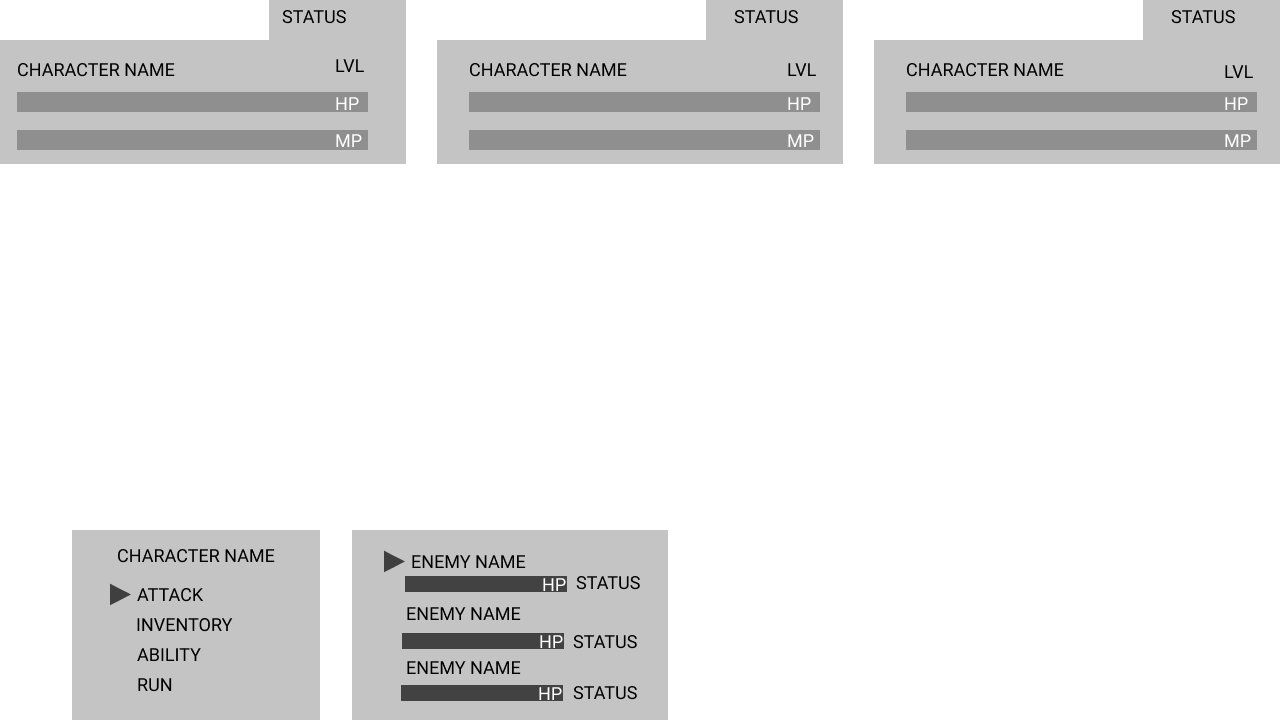 STATUS
CHARACTER NAME LVL
HP
MP
STATUS
CHARACTER NAME LVL
HP
MP
STATUS
CHARACTER NAME LVL
HP
MP
CHARACTER NAME
ATTACK
INVENTORY
ABILITY
RUN
ENEMY NAME
HP STATUS
ENEMY NAME
HP STATUS
ENEMY NAME
HP STATUS